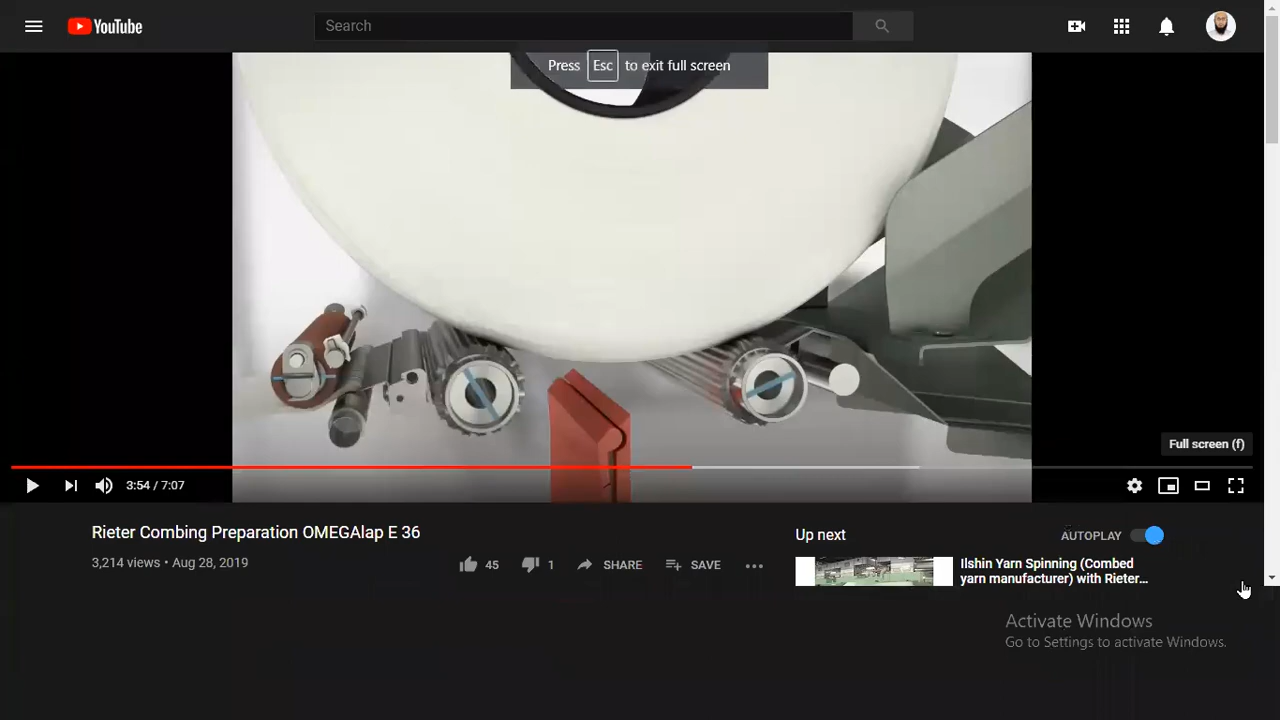 YouTube
Search
Press Esc to exit full screen
Full screen (f)
3:54 / 7:07
Rieter Combing Preparation OMEGAlap E 36
3,214 views • Aug 28, 2019
45
1
SHARE
SAVE
Up next
AUTOPLAY
Ilshin Yarn Spinning (Combed
yarn manufacturer) with Rieter...
Activate Windows
Go to Settings to activate Windows.